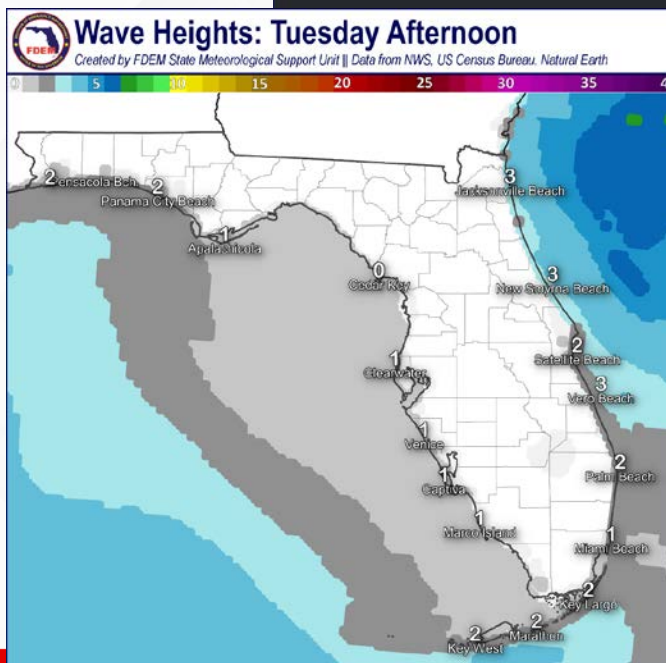 FDEM
Wave Heights: Tuesday Afternoon
Created by FDEM State Meteorological Support Unit || Data from NWS, US Census Bureau. Natural Earth
0 5 10 15 20 25 30 35 4
2
Pensacola Bch.
2
Panama City Beach
1
Apalachicola
3
Jacksonville Beach
0
Cedar Key
3
New Smyrna Beach
2
Satellite Beach
1
Clearwater
3
Vero Beach
1
Venice
2
Palm Beach
1
Captiva
1
Marco Island
1
Miami Beach
2
Key Largo
2
Marathon
2
Key West